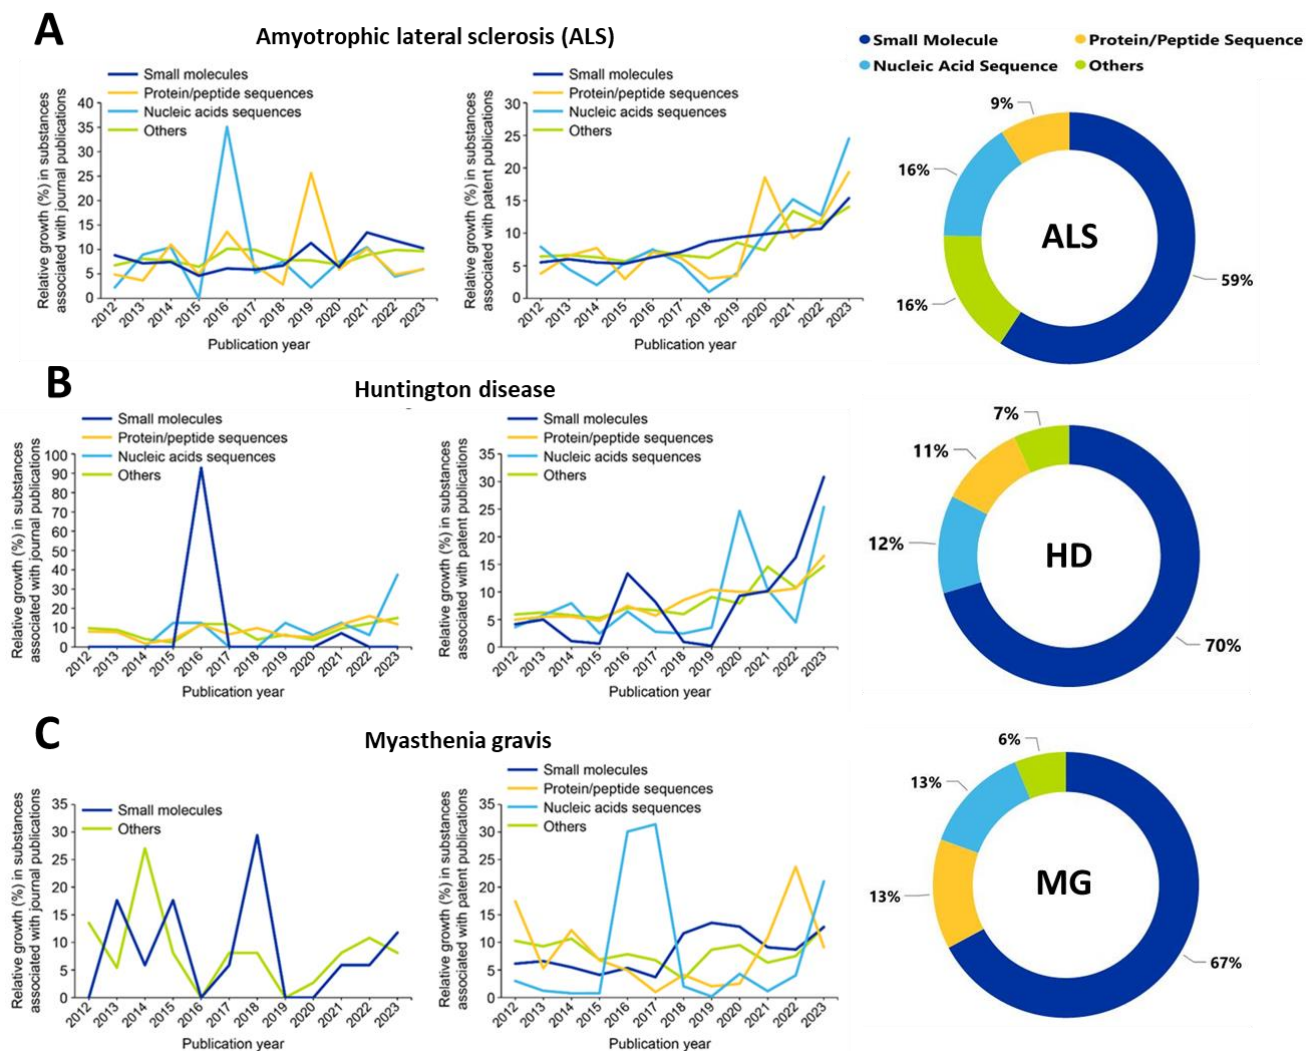 A
Amyotrophic lateral sclerosis (ALS)
Small molecules
Protein/peptide sequences
Nucleic acids sequences
Others
Relative growth (%) in substances
associated with journal publications
40
35
30
25
20
15
10
5
0
2012 2013 2014 2015 2016 2017 2018 2019 2020 2021 2022 2023
Publication year
Small molecules
Protein/peptide sequences
Nucleic acids sequences
Others
Relative growth (%) in substances
associated with patent publications
30
25
20
15
10
5
0
2012 2013 2014 2015 2016 2017 2018 2019 2020 2021 2022 2023
Publication year
Small Molecule Protein/Peptide Sequence
Nucleic Acid Sequence Others
9%
16%
16%
59%
ALS
B
Huntington disease
Small molecules
Protein/peptide sequences
Nucleic acids sequences
Others
Relative growth (%) in substances
associated with journal publications
100
90
80
70
60
50
40
30
20
10
0
2012 2013 2014 2015 2016 2017 2018 2019 2020 2021 2022 2023
Publication year
Small molecules
Protein/peptide sequences
Nucleic acids sequences
Others
Relative growth (%) in substances
associated with patent publications
35
30
25
20
15
10
5
0
2012 2013 2014 2015 2016 2017 2018 2019 2020 2021 2022 2023
Publication year
7%
11%
12%
70%
HD
C
Myasthenia gravis
Small molecules
Others
Relative growth (%) in substances
associated with journal publications
35
30
25
20
15
10
5
0
2012 2013 2014 2015 2016 2017 2018 2019 2020 2021 2022 2023
Publication year
Small molecules
Protein/peptide sequences
Nucleic acids sequences
Others
Relative growth (%) in substances
associated with patent publications
35
30
25
20
15
10
5
0
2012 2013 2014 2015 2016 2017 2018 2019 2020 2021 2022 2023
Publication year
6%
13%
13%
67%
MG